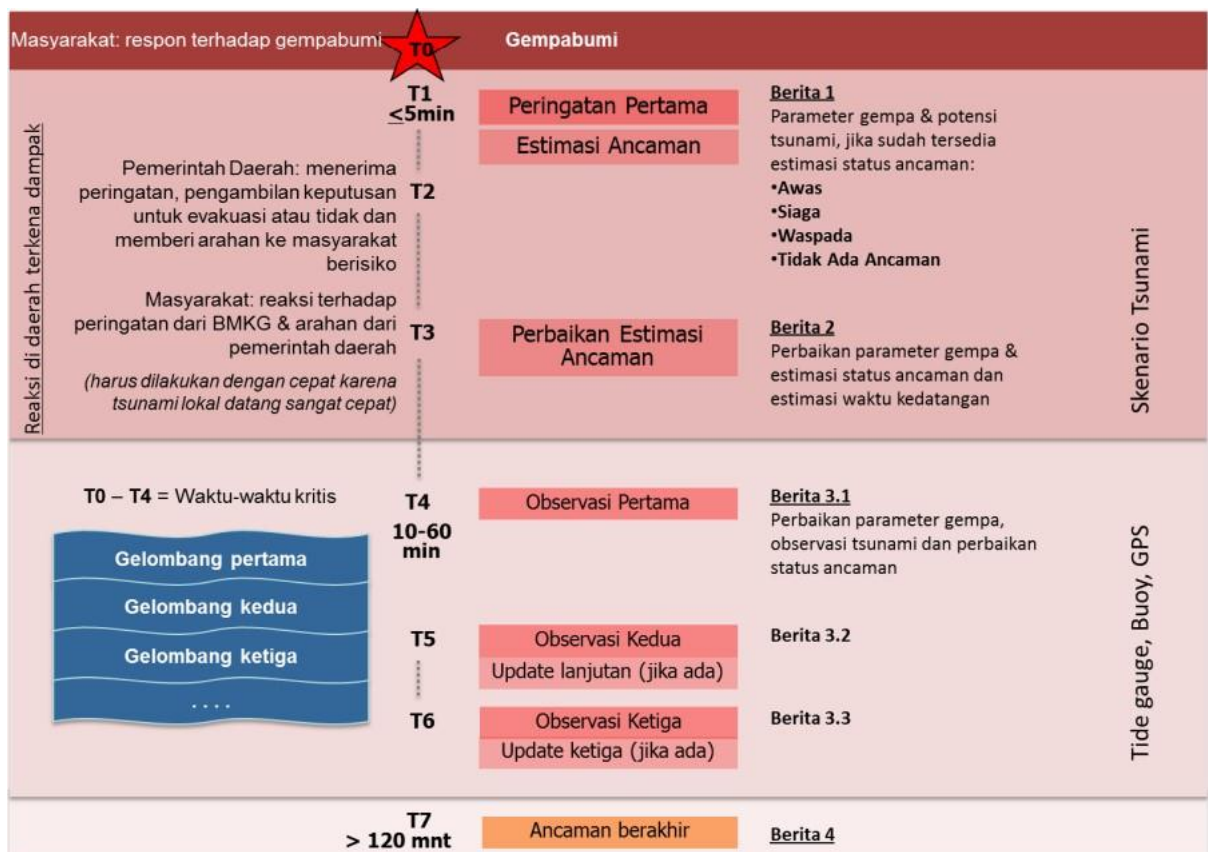 Masyarakat: respon terhadap gempabumi
T0
Gempabumi
Reaksi di daerah terkena dampak
T1
<5min
Peringatan Pertama
Estimasi Ancaman
Berita 1
Parameter gempa & potensi
tsunami, jika sudah tersedia
estimasi status ancaman:
•Awas
•Siaga
•Waspada
•Tidak Ada Ancaman
Pemerintah Daerah: menerima
peringatan, pengambilan keputusan
untuk evakuasi atau tidak dan
memberi arahan ke masyarakat
berisiko
T2
Masyarakat: reaksi terhadap
peringatan dari BMKG & arahan dari
pemerintah daerah
(harus dilakukan dengan cepat karena
tsunami lokal datang sangat cepat)
T3
Perbaikan Estimasi
Ancaman
Berita 2
Perbaikan parameter gempa &
estimasi status ancaman dan
estimasi waktu kedatangan
Skenario Tsunami
T0 – T4 = Waktu-waktu kritis
Gelombang pertama
Gelombang kedua
Gelombang ketiga
. . . .
T4
10-60
min
Observasi Pertama
Berita 3.1
Perbaikan parameter gempa,
observasi tsunami dan perbaikan
status ancaman
T5
Observasi Kedua
Update lanjutan (jika ada)
Berita 3.2
T6
Observasi Ketiga
Update ketiga (jika ada)
Berita 3.3
Tide gauge, Buoy, GPS
T7
> 120 mnt
Ancaman berakhir
Berita 4